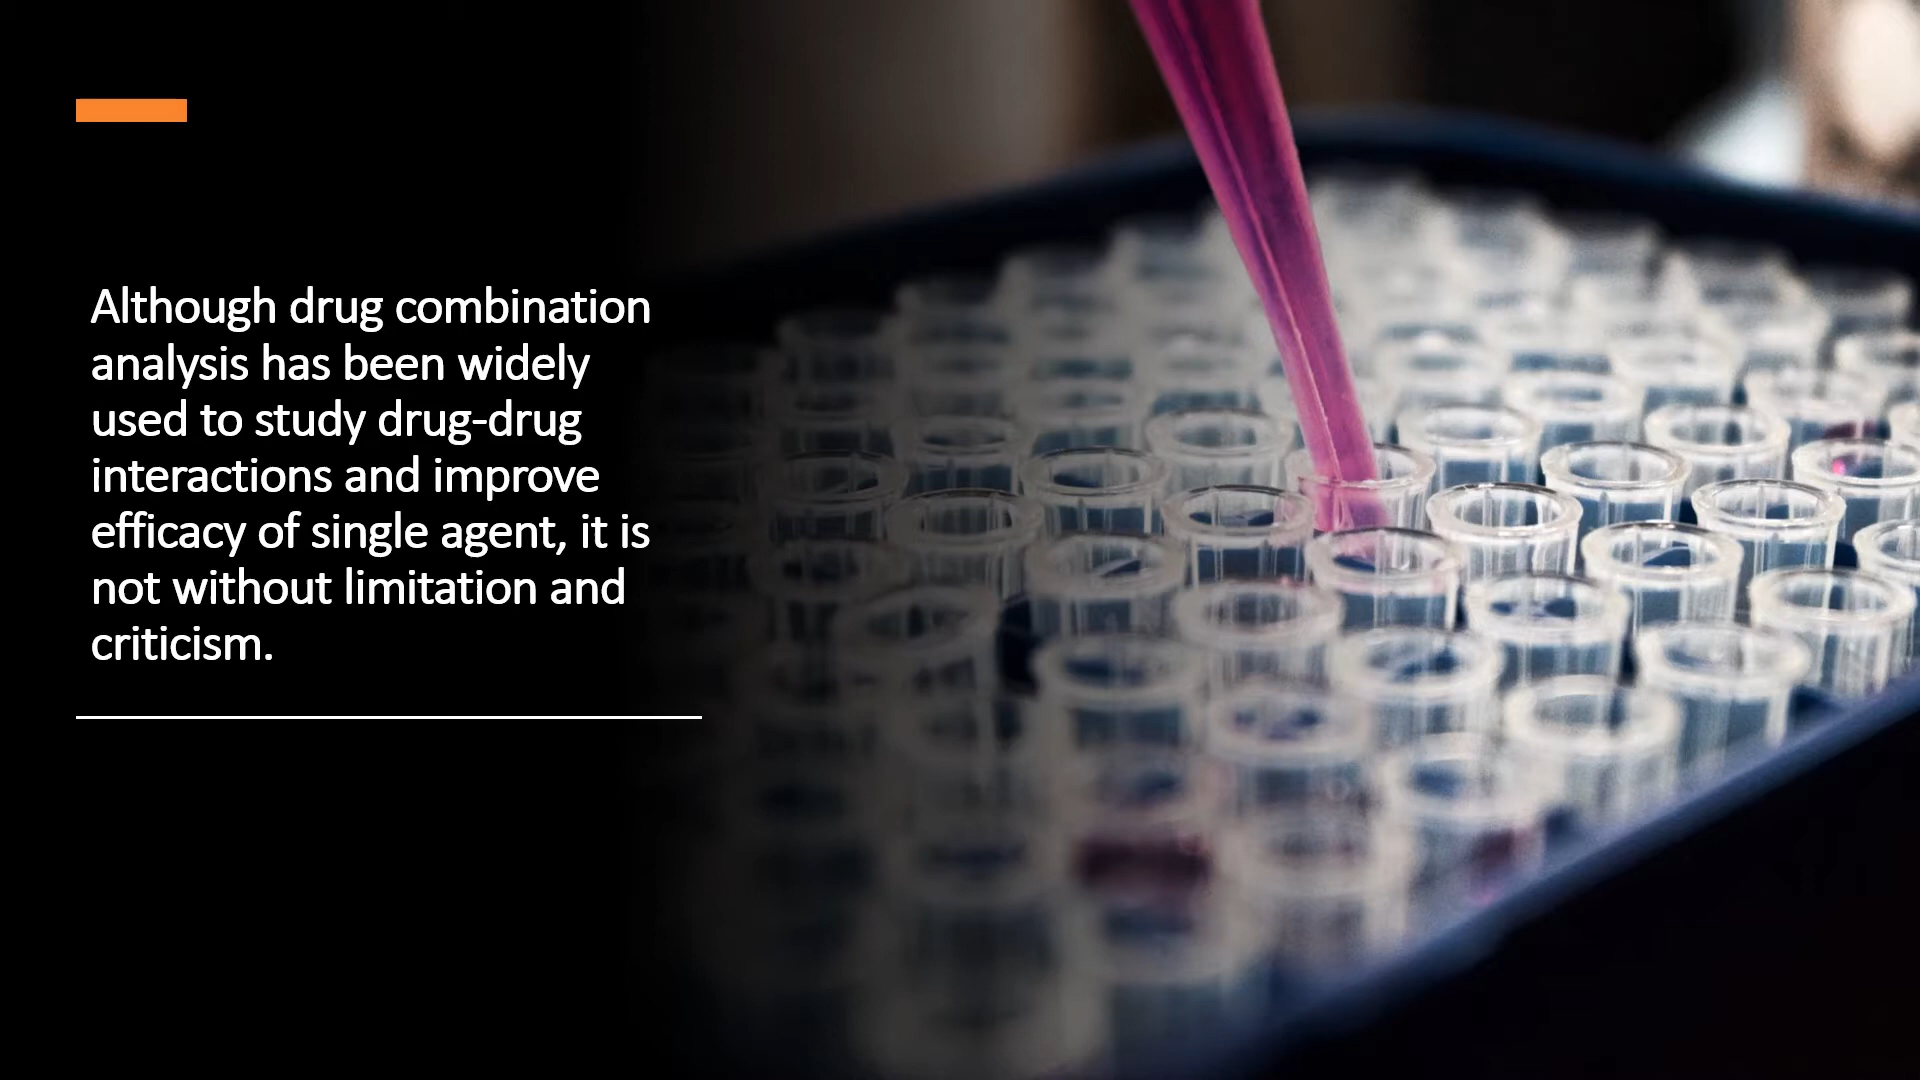 Although drug combination
analysis has been widely
used to study drug-drug
interactions and improve
efficacy of single agent, it is
not without limitation and
criticism.